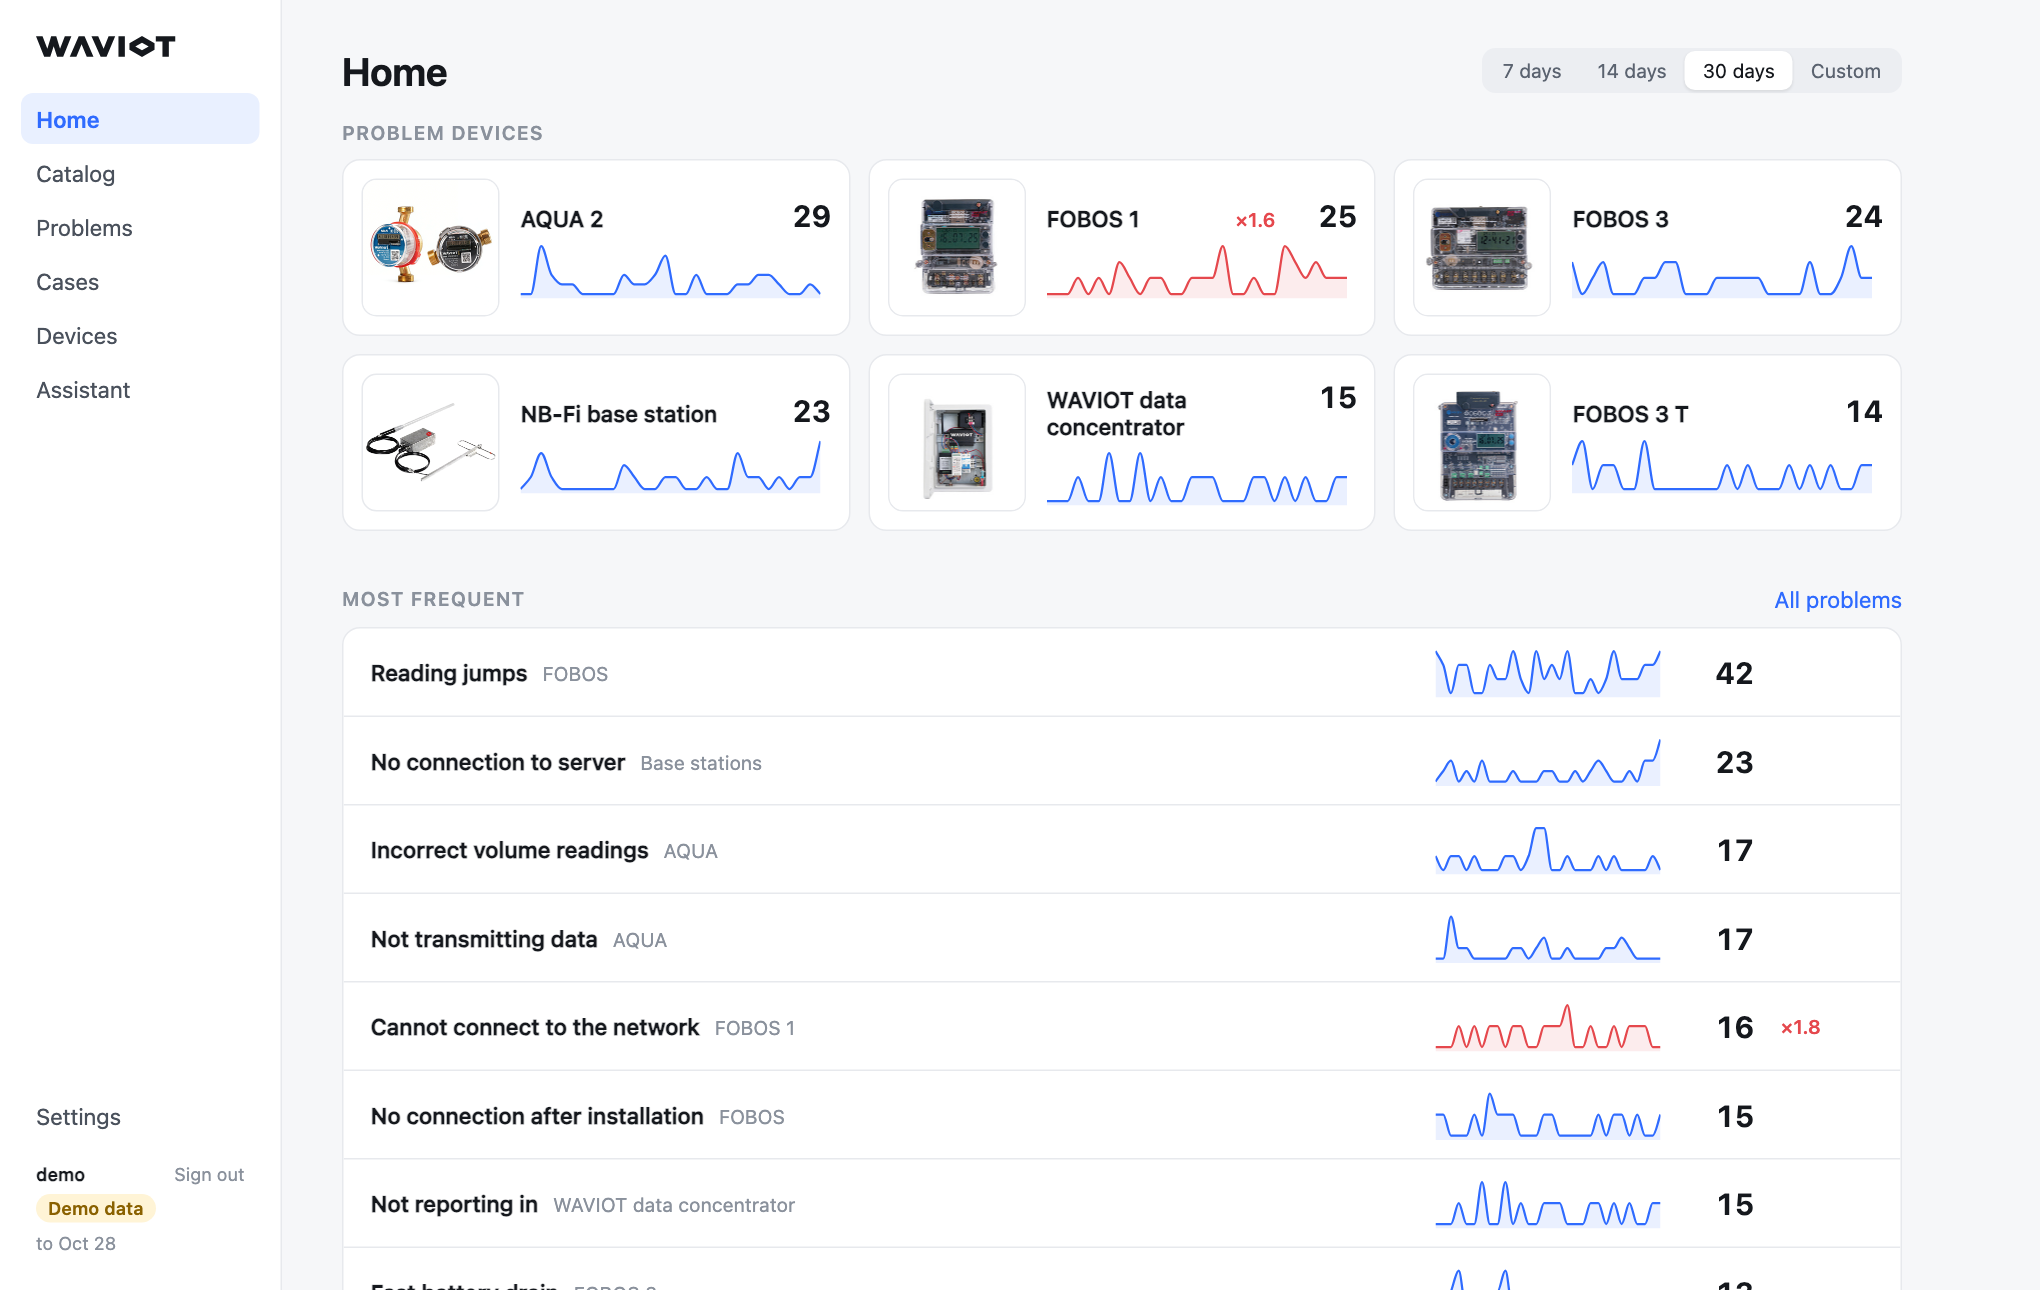 WAVIOT
Home
Catalog
Problems
Cases
Devices
Assistant
Settings
demo
Sign out
Demo data
to Oct 28
Home
7 days
14 days
30 days
Custom
PROBLEM DEVICES
AQUA 2
29
FOBOS 1
×1.6
25
FOBOS 3
24
NB-Fi base station
23
WAVIOT data
concentrator
15
FOBOS 3 T
14
MOST FREQUENT
All problems
Reading jumps FOBOS
42
No connection to server Base stations
23
Incorrect volume readings AQUA
17
Not transmitting data AQUA
17
Cannot connect to the network FOBOS 1
16 ×1.8
No connection after installation FOBOS
15
Not reporting in WAVIOT data concentrator
15
Fast battery drain